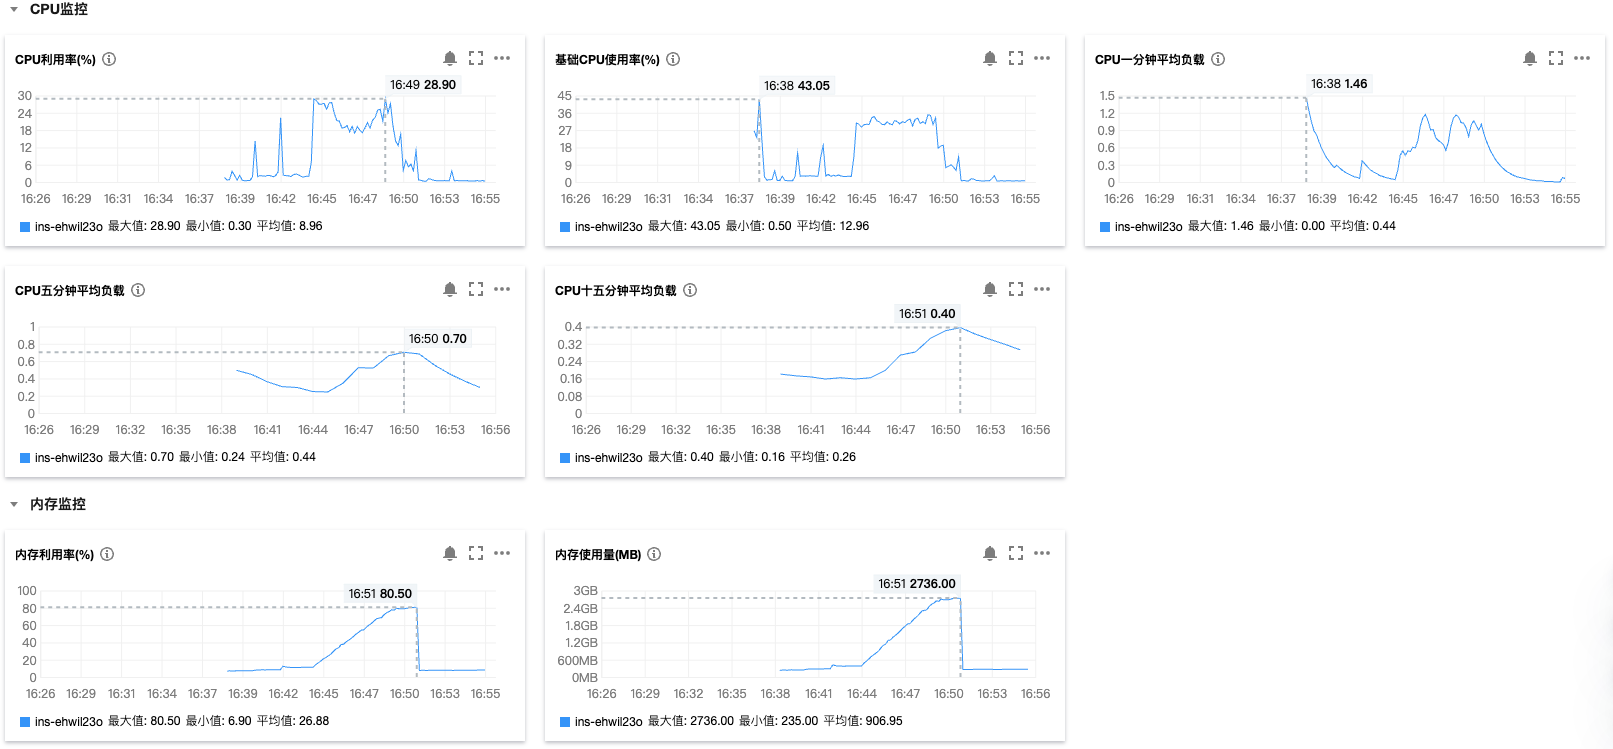 CPU监控
CPU利用率(%)
16:49 28.90
30
24
18
12
6
0
16:26 16:29 16:31 16:34 16:37 16:39 16:42 16:45 16:47 16:50 16:53 16:55
ins-ehwil23o 最大值: 28.90 最小值: 0.30 平均值: 8.96
基础CPU使用率(%)
16:38 43.05
45
36
27
18
9
0
16:26 16:29 16:31 16:34 16:37 16:39 16:42 16:45 16:47 16:50 16:53 16:55
ins-ehwil23o 最大值: 43.05 最小值: 0.50 平均值: 12.96
CPU一分钟平均负载
16:38 1.46
1.5
1.2
0.9
0.6
0.3
0
16:26 16:29 16:31 16:34 16:37 16:39 16:42 16:45 16:47 16:50 16:53 16:55
ins-ehwil23o 最大值: 1.46 最小值: 0.00 平均值: 0.44
CPU五分钟平均负载
16:50 0.70
1
0.8
0.6
0.4
0.2
0
16:26 16:29 16:32 16:35 16:38 16:41 16:44 16:47 16:50 16:53 16:56
ins-ehwil23o 最大值: 0.70 最小值: 0.24 平均值: 0.44
CPU十五分钟平均负载
16:51 0.40
0.4
0.32
0.24
0.16
0.08
0
16:26 16:29 16:32 16:35 16:38 16:41 16:44 16:47 16:50 16:53 16:56
ins-ehwil23o 最大值: 0.40 最小值: 0.16 平均值: 0.26
内存监控
内存利用率(%)
16:51 80.50
100
80
60
40
20
0
16:26 16:29 16:31 16:34 16:37 16:39 16:42 16:45 16:47 16:50 16:53 16:55
ins-ehwil23o 最大值: 80.50 最小值: 6.90 平均值: 26.88
内存使用量(MB)
16:51 2736.00
3GB
2.4GB
1.8GB
1.2GB
600MB
0MB
16:26 16:29 16:32 16:35 16:38 16:41 16:44 16:47 16:50 16:53 16:56
ins-ehwil23o 最大值: 2736.00 最小值: 235.00 平均值: 906.95